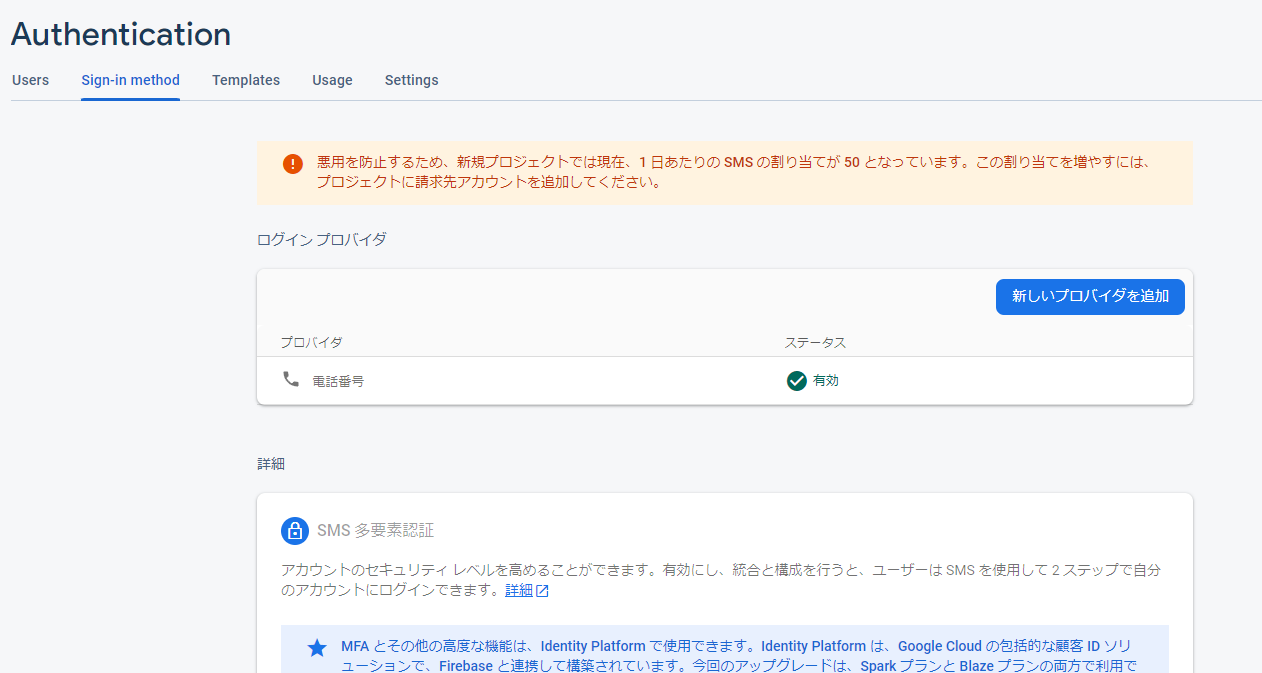 Authentication
Users Sign-in method Templates Usage Settings
悪用を防止するため、新規プロジェクトでは現在、1 日あたりの SMS の割り当てが 50 となっています。この割り当てを増やすには、
プロジェクトに請求先アカウントを追加してください。
ログイン プロバイダ
新しいプロバイダを追加
プロバイダ ステータス
電話番号 有効
詳細
SMS 多要素認証
アカウントのセキュリティ レベルを高めることができます。有効にし、統合と構成を行うと、ユーザーは SMS を使用して 2 ステップで自分
のアカウントにログインできます。詳細
MFA とその他の高度な機能は、Identity Platform で使用できます。Identity Platform は、Google Cloud の包括的な顧客 ID ソリ
ューションで、Firebase と連携して構築されています。今回のアップグレードは、Spark プランと Blaze プランの両方で利用で